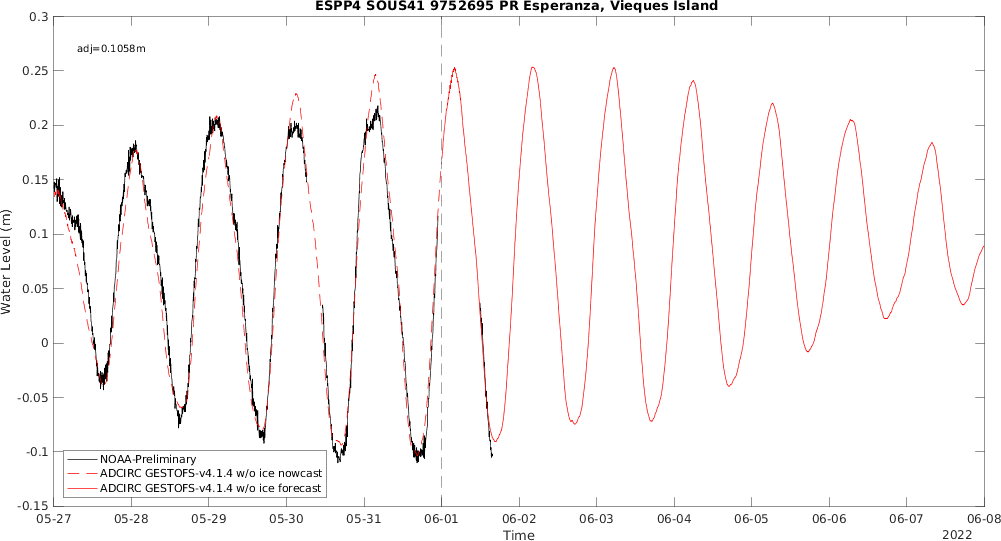 ESPP4 SOUS41 9752695 PR Esperanza, Vieques Island
adj=0.1058m
0.3
0.25
0.2
0.15
0.1
0.05
0
-0.05
-0.1
-0.15
Water Level (m)
NOAA-Preliminary
ADCIRC GESTOFS-v4.1.4 w/o ice nowcast
ADCIRC GESTOFS-v4.1.4 w/o ice forecast
05-27 05-28 05-29 05-30 05-31 06-01 06-02 06-03 06-04 06-05 06-06 06-07 06-08
Time
2022